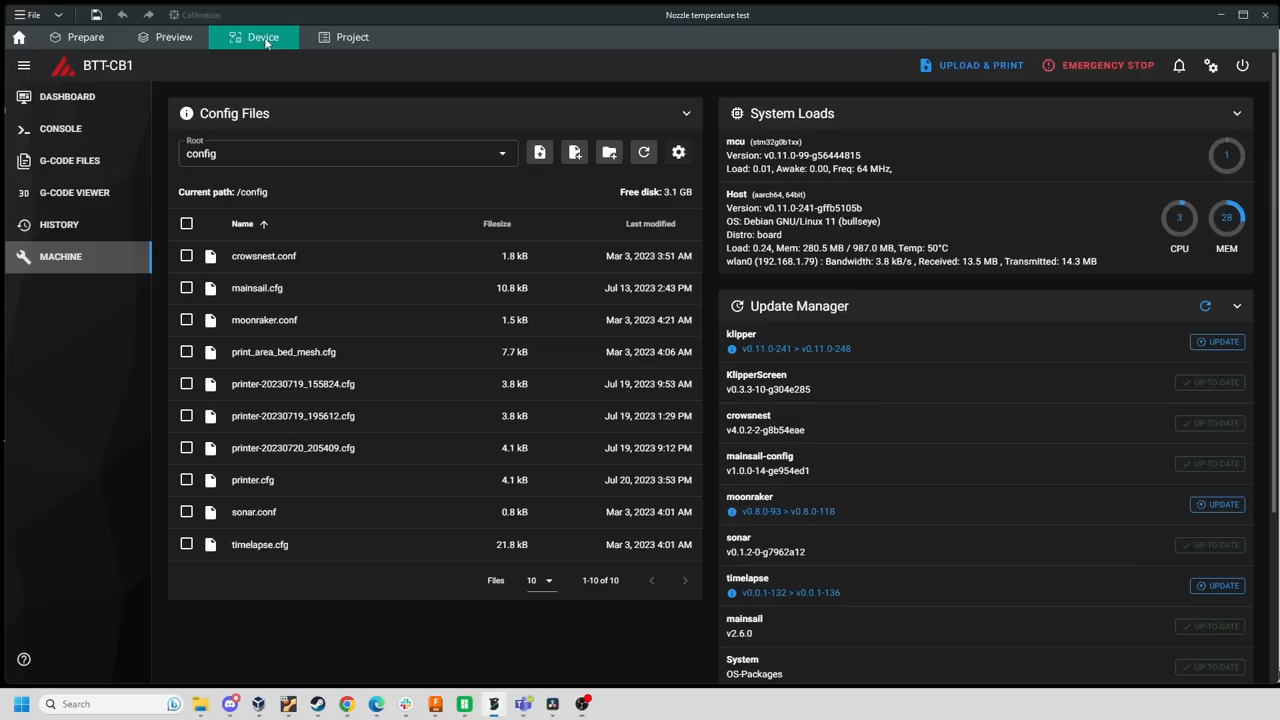 File
Calibration
Nozzle temperature test
Prepare
Preview
Device
Project
BTT-CB1
UPLOAD & PRINT
EMERGENCY STOP
DASHBOARD
CONSOLE
G-CODE FILES
3D G-CODE VIEWER
HISTORY
MACHINE
Config Files
Root
config
Current path: /config
Free disk: 3.1 GB
Name
Filesize
Last modified
crowsnest.conf 1.8 kB Mar 3, 2023 3:51 AM
mainsail.cfg 10.8 kB Jul 13, 2023 2:43 PM
moonraker.conf 1.5 kB Mar 3, 2023 4:21 AM
print_area_bed_mesh.cfg 7.7 kB Mar 3, 2023 4:06 AM
printer-20230719_155824.cfg 3.8 kB Jul 19, 2023 9:53 AM
printer-20230719_195612.cfg 3.8 kB Jul 19, 2023 1:29 PM
printer-20230720_205409.cfg 4.1 kB Jul 19, 2023 9:12 PM
printer.cfg 4.1 kB Jul 20, 2023 3:53 PM
sonar.conf 0.8 kB Mar 3, 2023 4:01 AM
timelapse.cfg 21.8 kB Mar 3, 2023 4:01 AM
Files 10 1-10 of 10
System Loads
mcu (stm32g0b1xx)
Version: v0.11.0-99-g56444815
Load: 0.01, Awake: 0.00, Freq: 64 MHz,
1
Host (aarch64, 64bit)
Version: v0.11.0-241-gffb5105b
OS: Debian GNU/Linux 11 (bullseye)
Distro: board
Load: 0.24, Mem: 280.5 MB / 987.0 MB, Temp: 50°C
wlan0 (192.168.1.79) : Bandwidth: 3.8 kB/s , Received: 13.5 MB , Transmitted: 14.3 MB
3 28
CPU MEM
Update Manager
klipper
v0.11.0-241 > v0.11.0-248
UPDATE
KlipperScreen
v0.3.3-10-g304e285
UP-TO-DATE
crowsnest
v4.0.2-2-g8b54eae
UP-TO-DATE
mainsail-config
v1.0.0-14-ge954ed1
UP-TO-DATE
moonraker
v0.8.0-93 > v0.8.0-118
UPDATE
sonar
v0.1.2-0-g7962a12
UP-TO-DATE
timelapse
v0.0.1-132 > v0.0.1-136
UPDATE
mainsail
v2.6.0
UP-TO-DATE
System
OS-Packages
UP-TO-DATE
Search